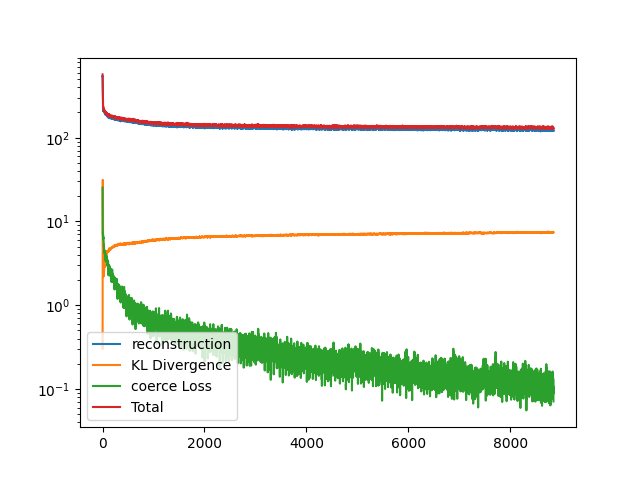 10²
10¹
10⁰
10⁻¹
reconstruction
KL Divergence
coerce Loss
Total
0 2000 4000 6000 8000